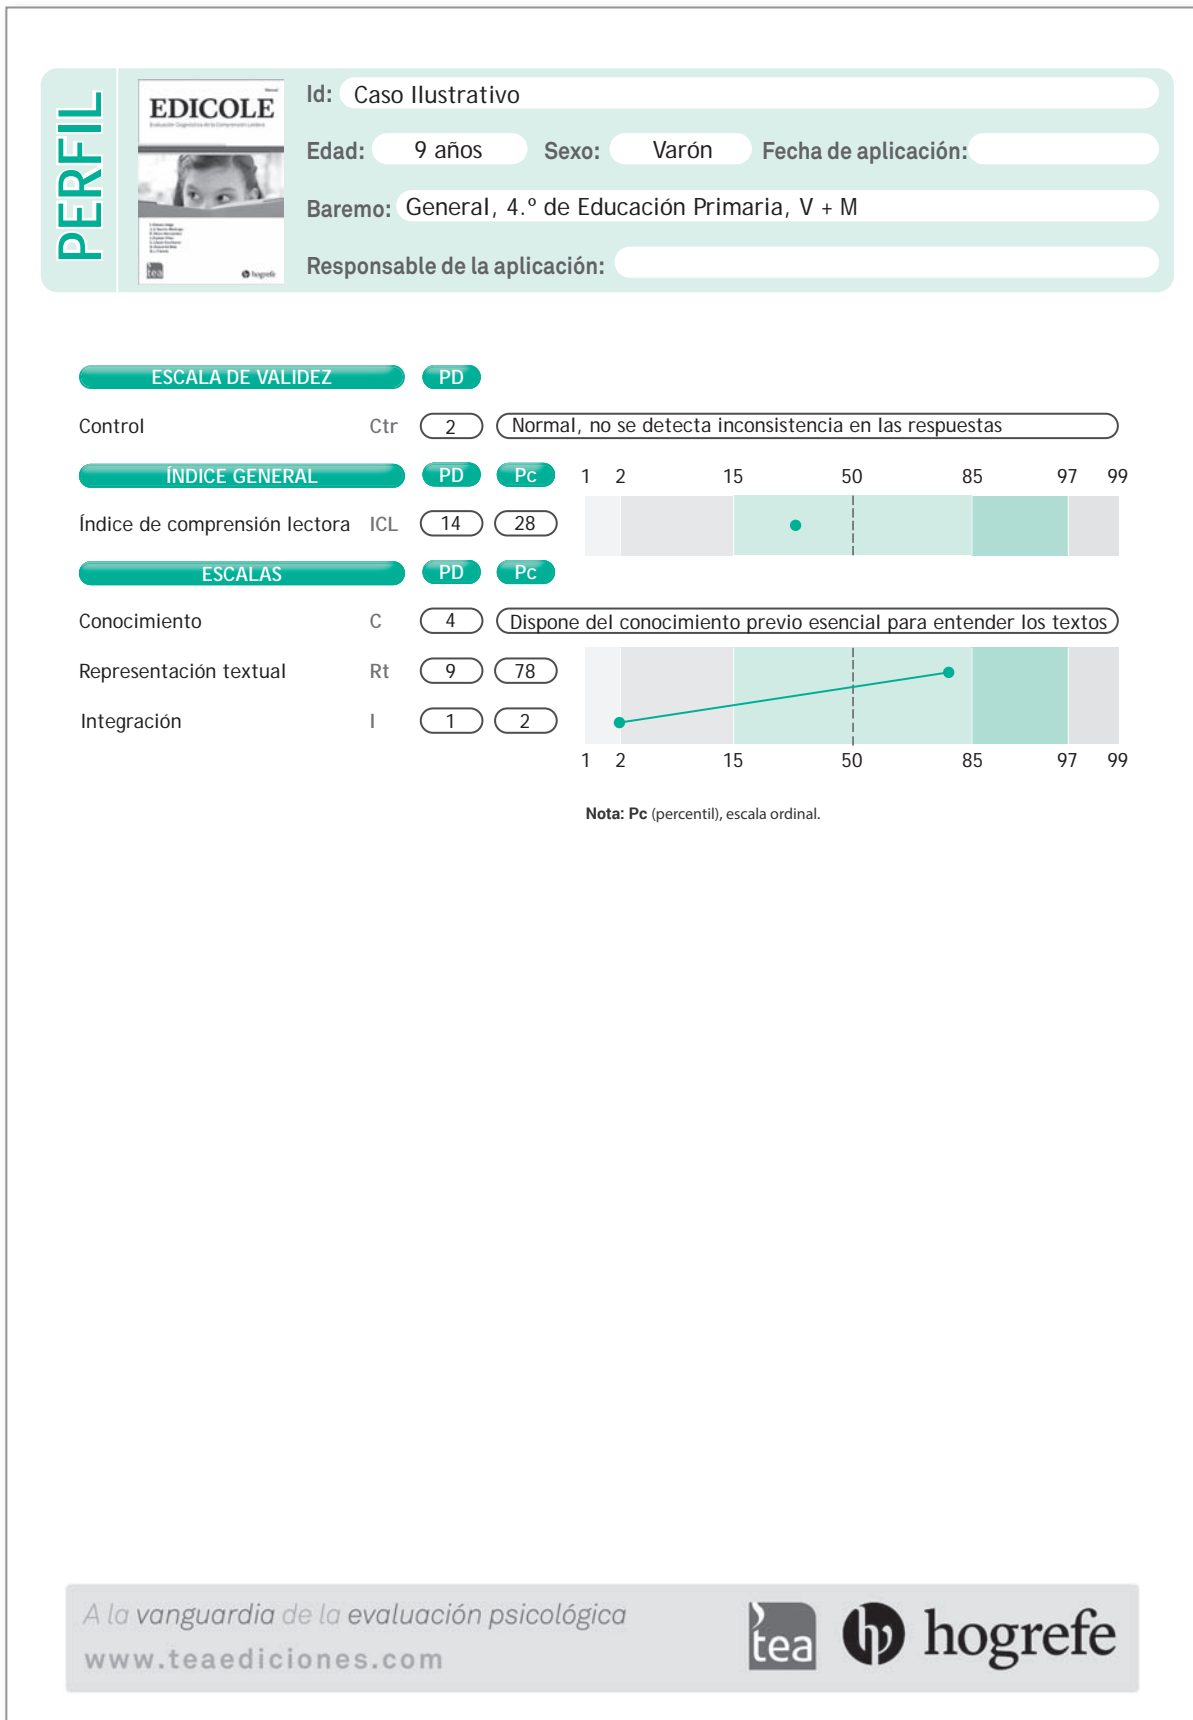 PERFIL
EDICOLE
Id: Caso Ilustrativo
Edad: 9 años Sexo: Varón Fecha de aplicación:
Baremo: General, 4.º de Educación Primaria, V + M
Responsable de la aplicación:
tea hogrefe
ESCALA DE VALIDEZ PD
Control Ctr 2 Normal, no se detecta inconsistencia en las respuestas
ÍNDICE GENERAL PD Pc 1 2 15 50 85 97 99
Índice de comprensión lectora ICL 14 28
ESCALAS PD Pc
Conocimiento C 4 Dispone del conocimiento previo esencial para entender los textos
Representación textual Rt 9 78
Integración I 1 2
1 2 15 50 85 97 99
Nota: Pc (percentil), escala ordinal.
A la vanguardia de la evaluación psicológica
www.teaediciones.com
tea hogrefe